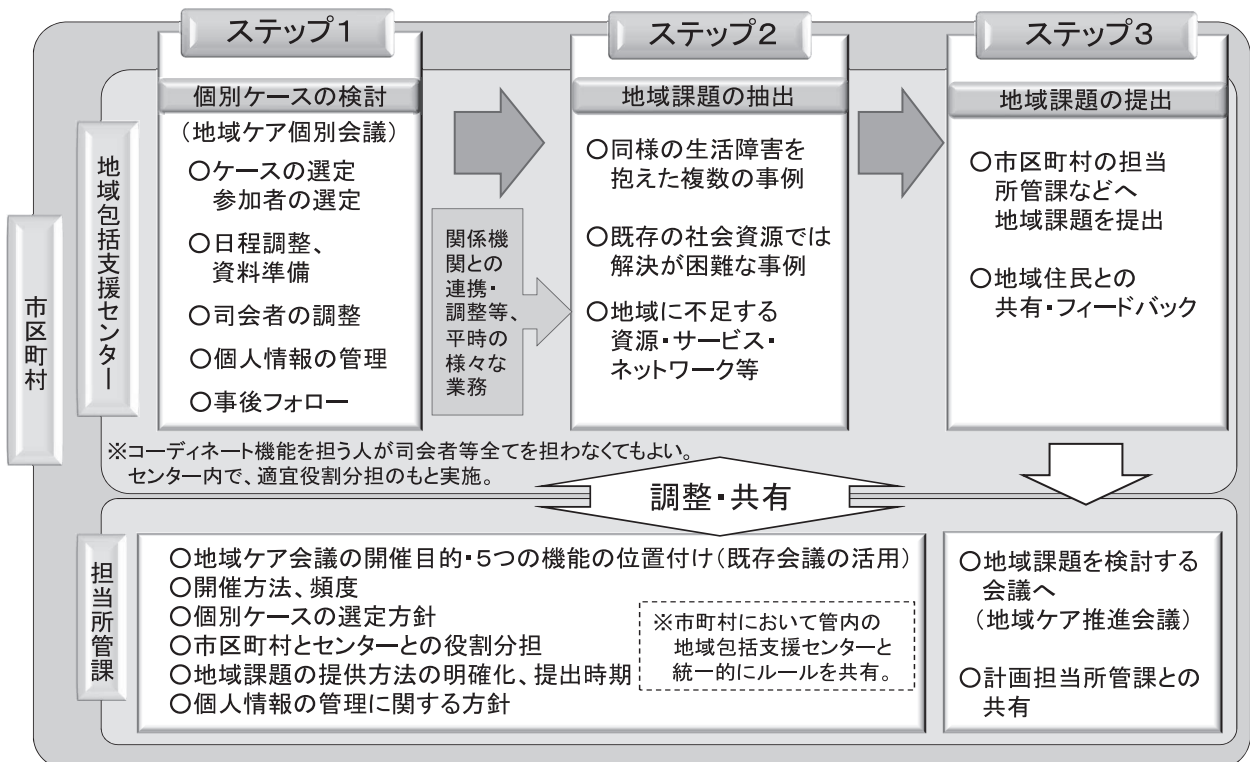 市区町村
地域包括支援センター
ステップ1
個別ケースの検討
(地域ケア個別会議)
○ケースの選定
参加者の選定
○日程調整、
資料準備
○司会者の調整
○個人情報の管理
○事後フォロー
関係機
関との
連携・
調整等、
平時の
様々な
業務
ステップ2
地域課題の抽出
○同様の生活障害を
抱えた複数の事例
○既存の社会資源では
解決が困難な事例
○地域に不足する
資源・サービス・
ネットワーク等
ステップ3
地域課題の提出
○市区町村の担当
所管課などへ
地域課題を提出
○地域住民との
共有・フィードバック
※コーディネート機能を担う人が司会者等全てを担わなくてもよい。
センター内で、適宜役割分担のもと実施。
調整・共有
担当所管課
○地域ケア会議の開催目的・5つの機能の位置付け(既存会議の活用)
○開催方法、頻度
○個別ケースの選定方針
○市区町村とセンターとの役割分担
○地域課題の提供方法の明確化、提出時期
○個人情報の管理に関する方針
※市町村において管内の
地域包括支援センターと
統一的にルールを共有。
○地域課題を検討する
会議へ
(地域ケア推進会議)
○計画担当所管課との
共有